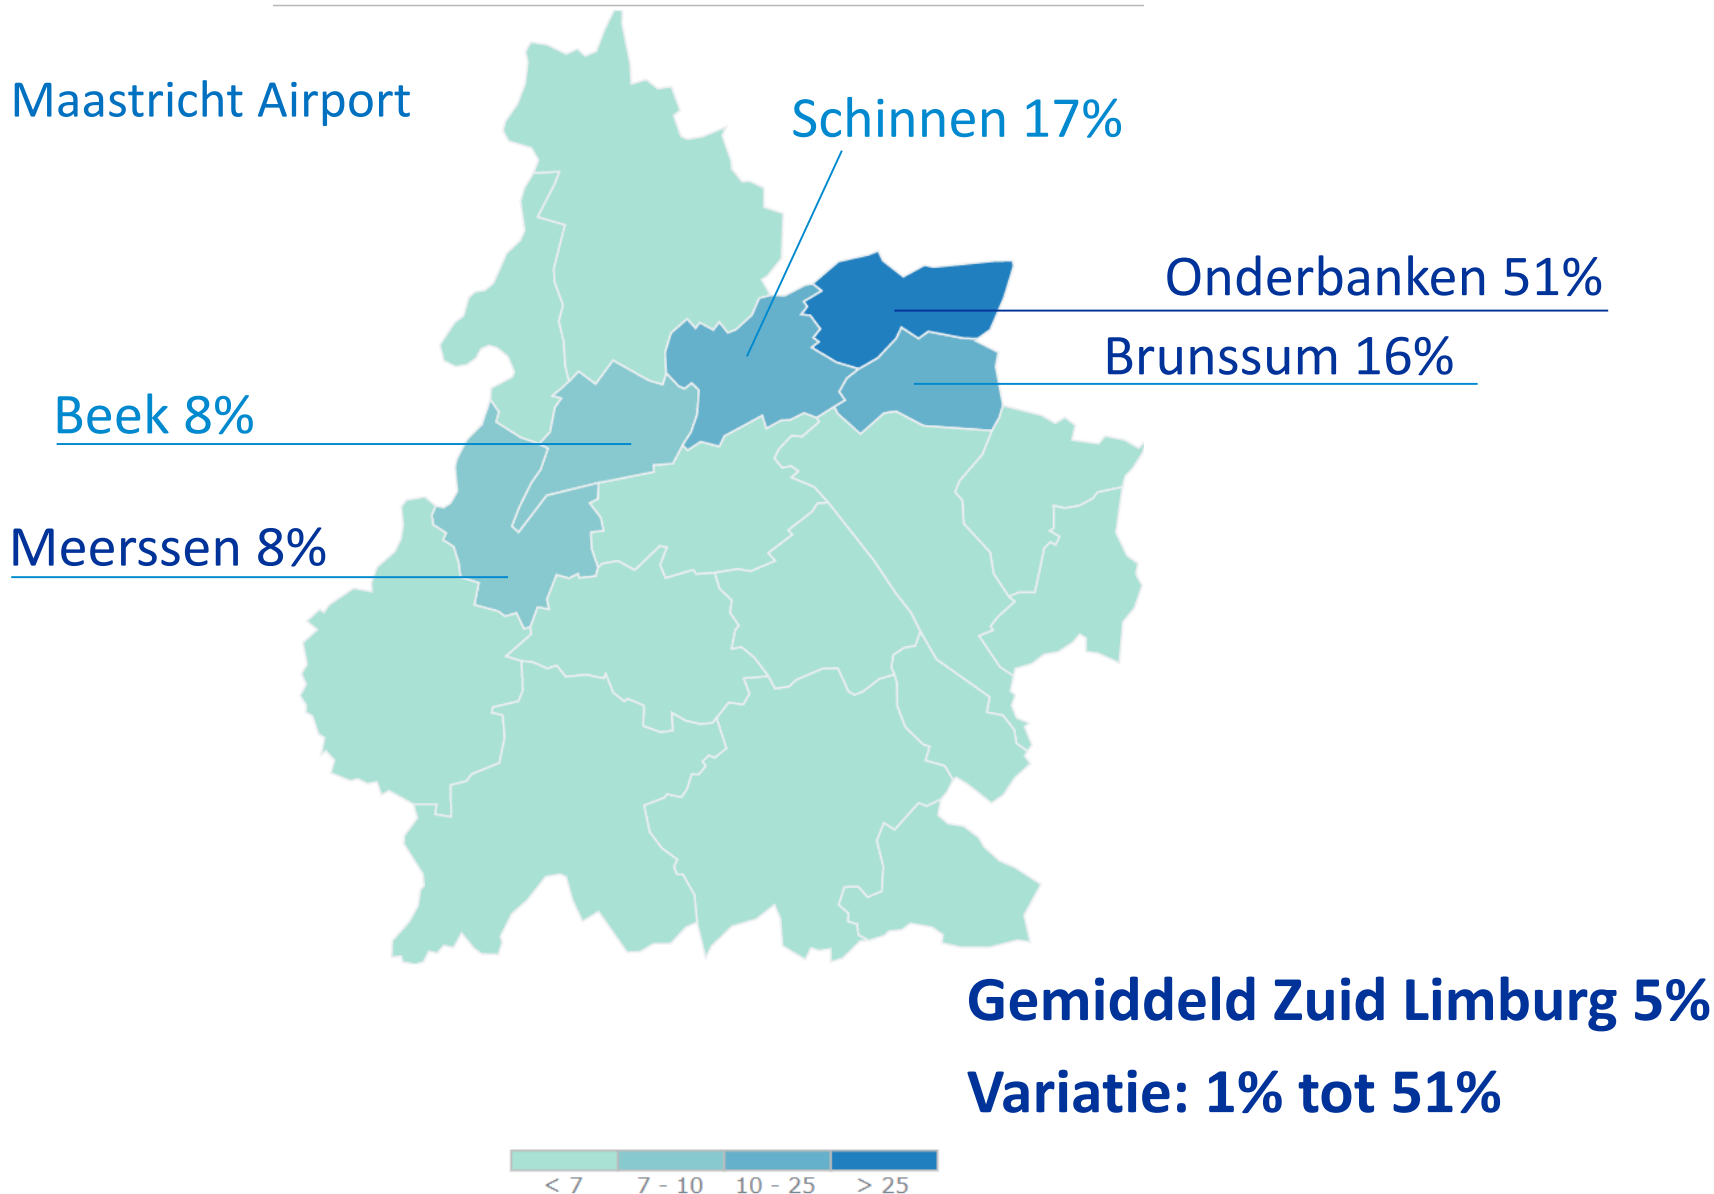 Maastricht Airport
Schinnen 17%
Onderbanken 51%
Brunssum 16%
Beek 8%
Meerssen 8%
Gemiddeld Zuid Limburg 5%
Variatie: 1% tot 51%
< 7 7 - 10 10 - 25 > 25